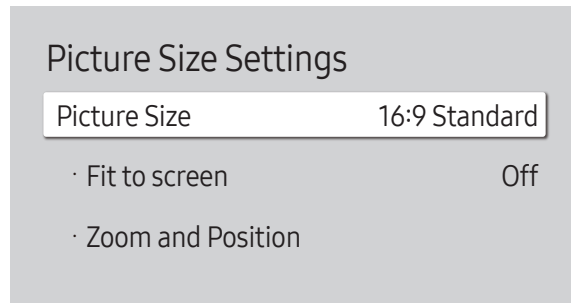 Picture Size Settings
Picture Size 16:9 Standard
· Fit to screen Off
· Zoom and Position